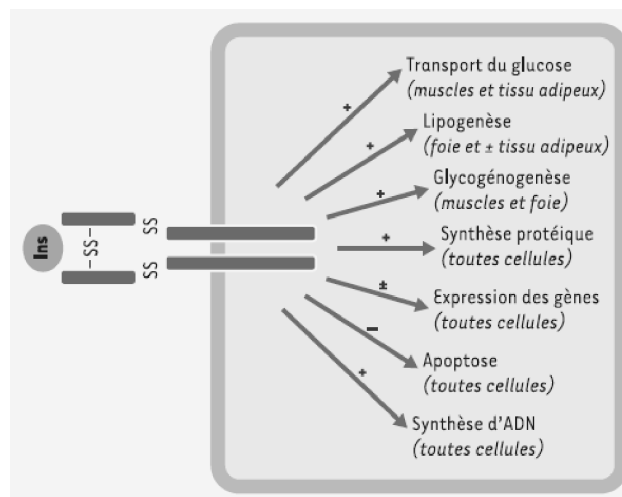 Transport du glucose
(muscles et tissu adipeux)
+
Lipogenèse
(foie et ± tissu adipeux)
+
Glycogénogenèse
(muscles et foie)
+
Synthèse protéique
(toutes cellules)
+
Expression des gènes
(toutes cellules)
±
Apoptose
(toutes cellules)
–
Synthèse d'ADN
(toutes cellules)
+
Ins
SS
-SS-
SS